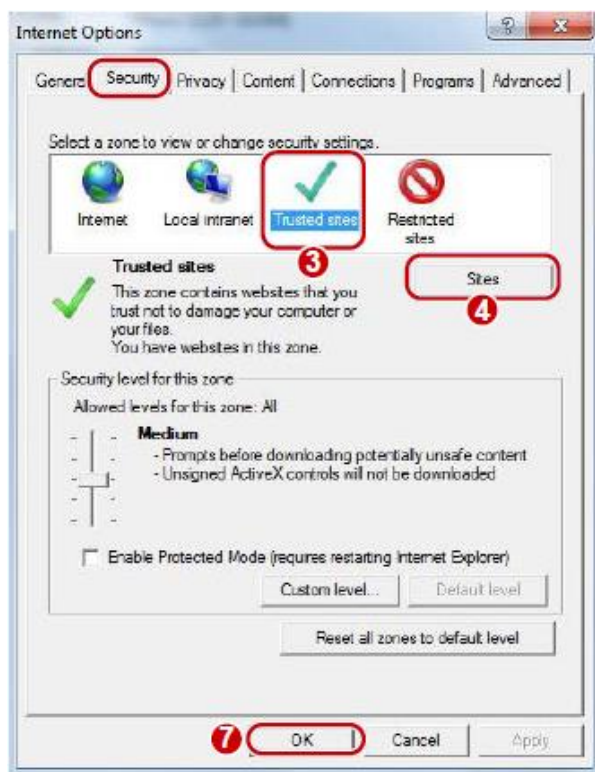 Internet Options
General Security Privacy Content Connections Programs Advanced
Select a zone to view or change security settings.
Internet Local intranet Trusted sites Restricted sites
3
Trusted sites
Sites
4
This zone contains websites that you
trust not to damage your computer or
your files.
You have websites in this zone.
Security level for this zone
Allowed levels for this zone: All
Medium
- Prompts before downloading potentially unsafe content
- Unsigned ActiveX controls will not be downloaded
Enable Protected Mode (requires restarting Internet Explorer)
Custom level... Default level
Reset all zones to default level
7 OK Cancel Apply